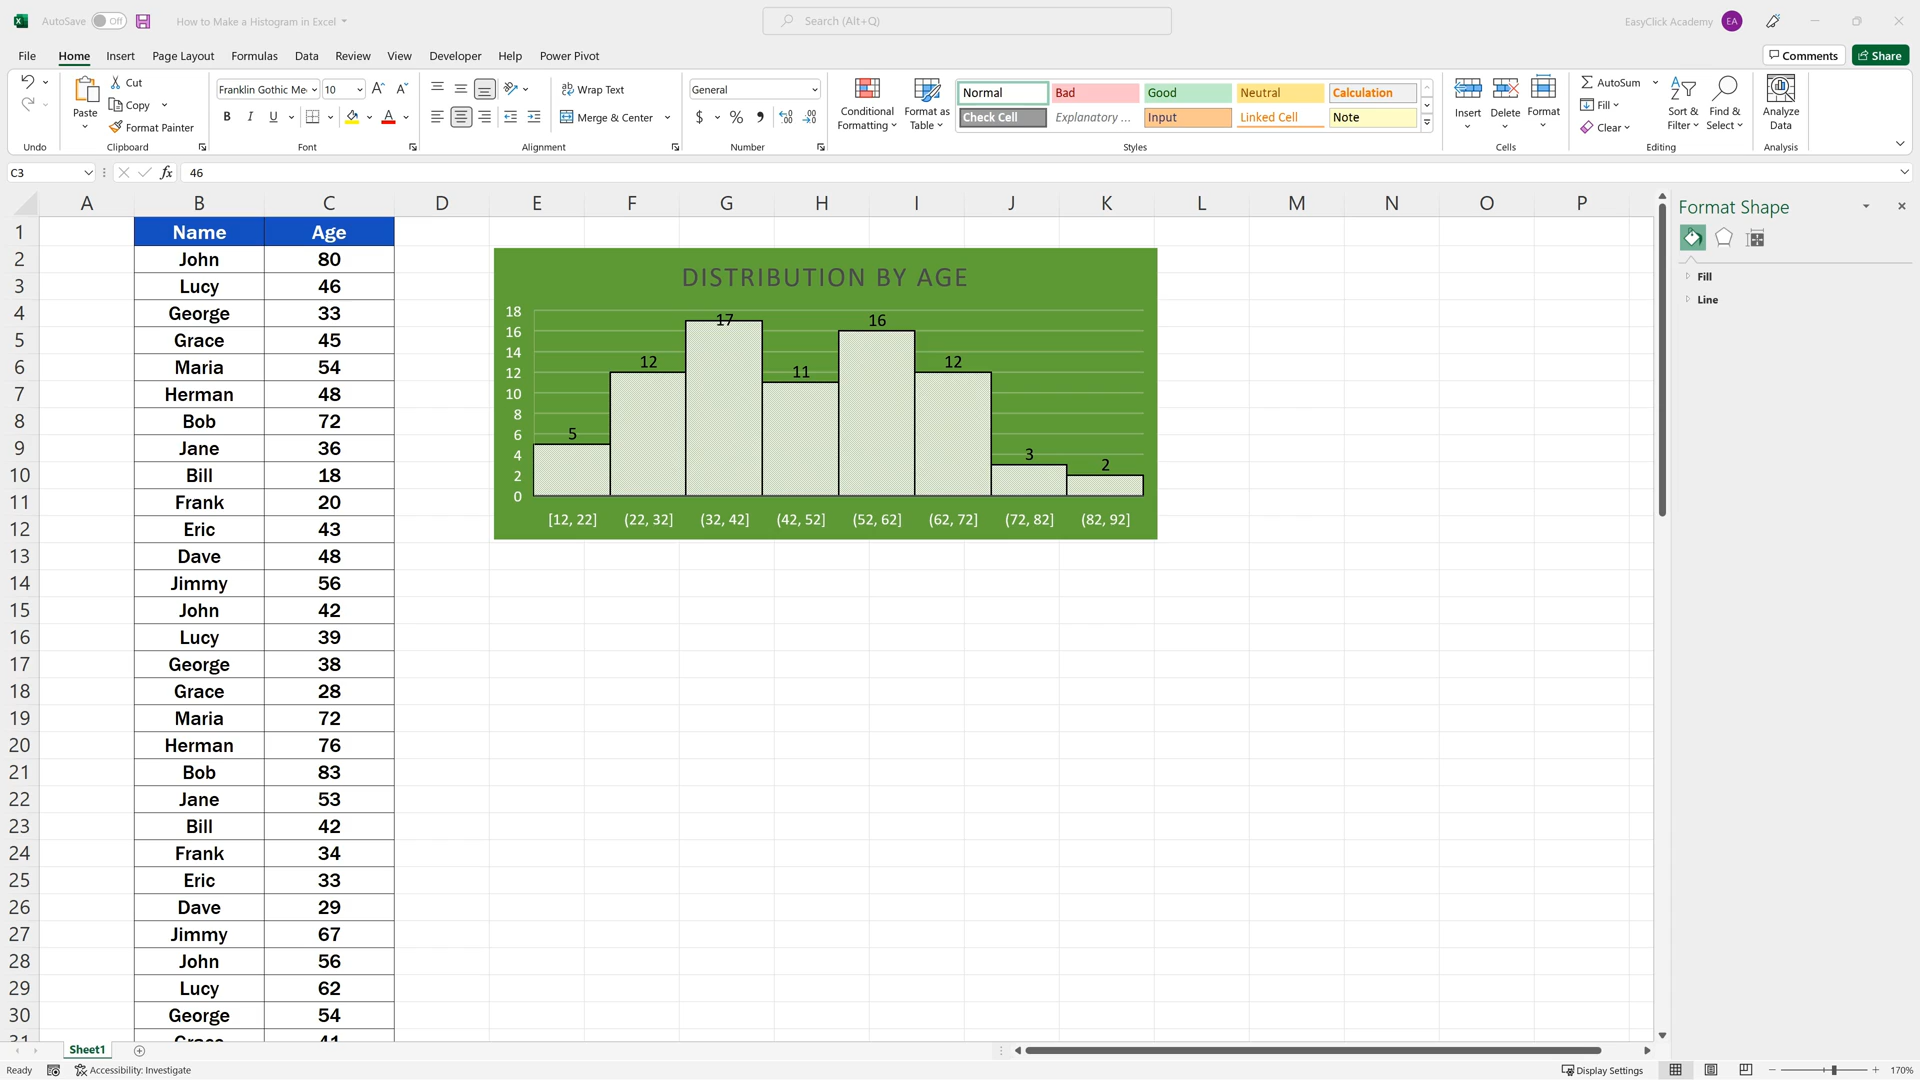 AutoSave Off How to Make a Histogram in Excel Search (Alt+Q) EasyClick Academy EA
File Home Insert Page Layout Formulas Data Review View Developer Help Power Pivot Comments Share
Paste Cut Copy Format Painter
Franklin Gothic Me 10
B I U A
Wrap Text
Merge & Center
General
$ %
Conditional Formatting
Format as Table
Normal Bad Good Neutral Calculation
Check Cell Explanatory ... Input Linked Cell Note
Insert Delete Format
AutoSum
Fill
Clear
Sort & Filter
Find & Select
Analyze Data
Undo Clipboard Font Alignment Number Styles Cells Editing Analysis
C3 fx 46
A B C D E F G H I J K L M N O P
1 Name Age
2 John 80
3 Lucy 46
4 George 33
5 Grace 45
6 Maria 54
7 Herman 48
8 Bob 72
9 Jane 36
10 Bill 18
11 Frank 20
12 Eric 43
13 Dave 48
14 Jimmy 56
15 John 42
16 Lucy 39
17 George 38
18 Grace 28
19 Maria 72
20 Herman 76
21 Bob 83
22 Jane 53
23 Bill 42
24 Frank 34
25 Eric 33
26 Dave 29
27 Jimmy 67
28 John 56
29 Lucy 62
30 George 54
31 Grace 41
DISTRIBUTION BY AGE
18
16
14
12
10
8
6
4
2
0
5 12 17 11 16 12 3 2
[12, 22] (22, 32] (32, 42] (42, 52] (52, 62] (62, 72] (72, 82] (82, 92]
Format Shape
Fill
Line
Sheet1
Ready Accessibility: Investigate Display Settings 170%